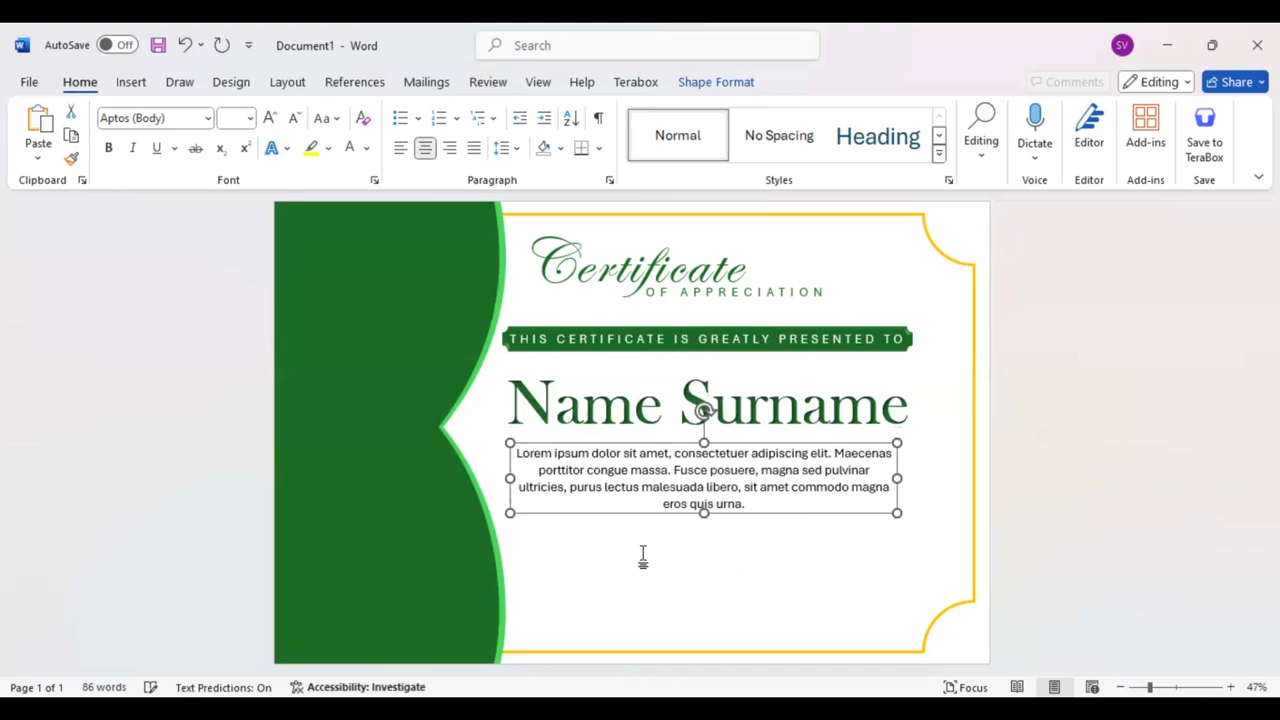 AutoSave Off Document1 - Word Search SV
File Home Insert Draw Design Layout References Mailings Review View Help Terabox Shape Format Comments Editing Share
Aptos (Body) Aa
Paste B I U ab x₂ x² A A Normal No Spacing Heading Editing Dictate Editor Add-ins Save to
TeraBox
Clipboard Font Paragraph Styles Voice Editor Add-ins Save
Certificate
OF APPRECIATION
THIS CERTIFICATE IS GREATLY PRESENTED TO
Name Surname
Lorem ipsum dolor sit amet, consectetuer adipiscing elit. Maecenas
porttitor congue massa. Fusce posuere, magna sed pulvinar
ultricies, purus lectus malesuada libero, sit amet commodo magna
eros quis urna.
Page 1 of 1 86 words Text Predictions: On Accessibility: Investigate Focus 47%